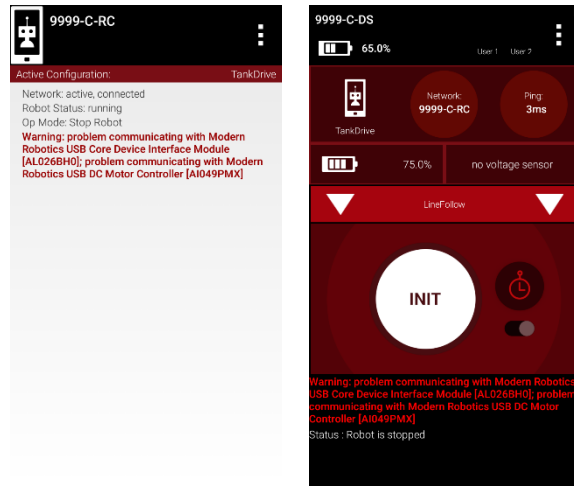 9999-C-RC
Active Configuration: TankDrive
Network: active, connected
Robot Status: running
Op Mode: Stop Robot
Warning: problem communicating with Modern
Robotics USB Core Device Interface Module
[AL026BH0]; problem communicating with Modern
Robotics USB DC Motor Controller [AI049PMX]
9999-C-DS
65.0%
User 1 User 2
TankDrive
Network:
9999-C-RC
Ping:
3ms
75.0%
no voltage sensor
LineFollow
INIT
Warning: problem communicating with Modern Robotics
USB Core Device Interface Module [AL026BH0]; problem
communicating with Modern Robotics USB DC Motor
Controller [AI049PMX]
Status : Robot is stopped